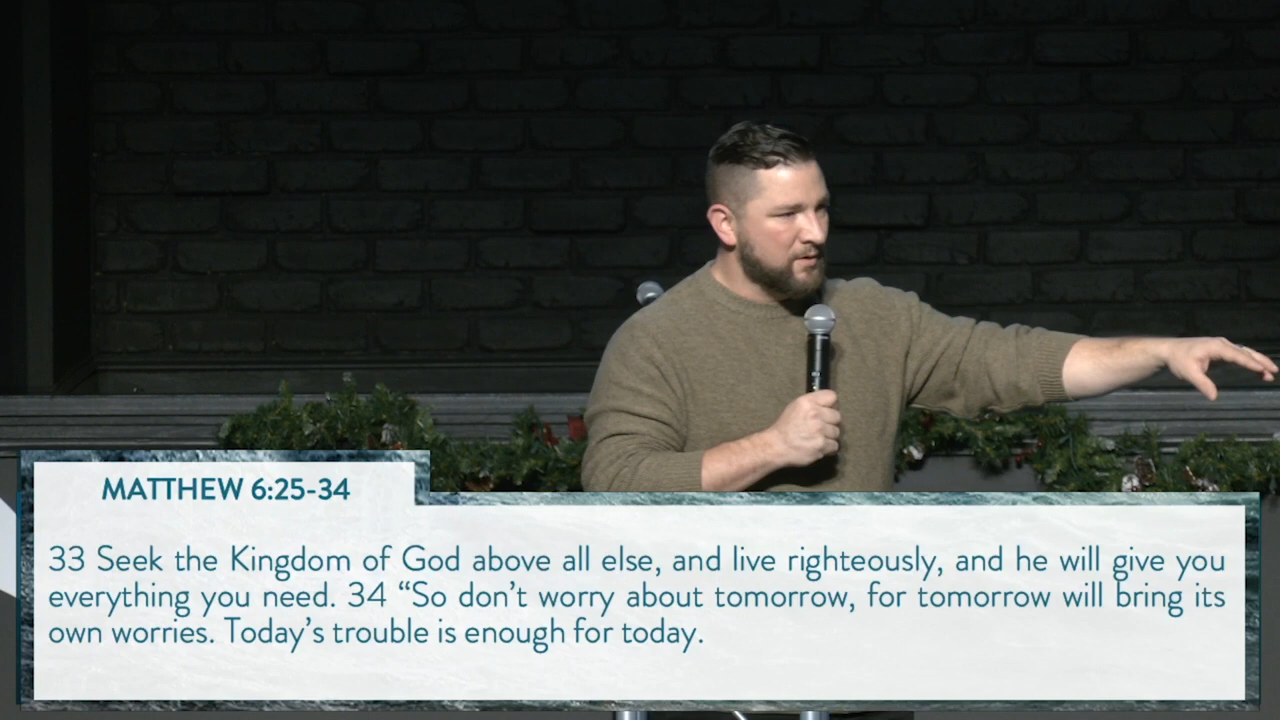 MATTHEW 6:25-34
33 Seek the Kingdom of God above all else, and live righteously, and he will give you
everything you need. 34 “So don’t worry about tomorrow, for tomorrow will bring its
own worries. Today’s trouble is enough for today.